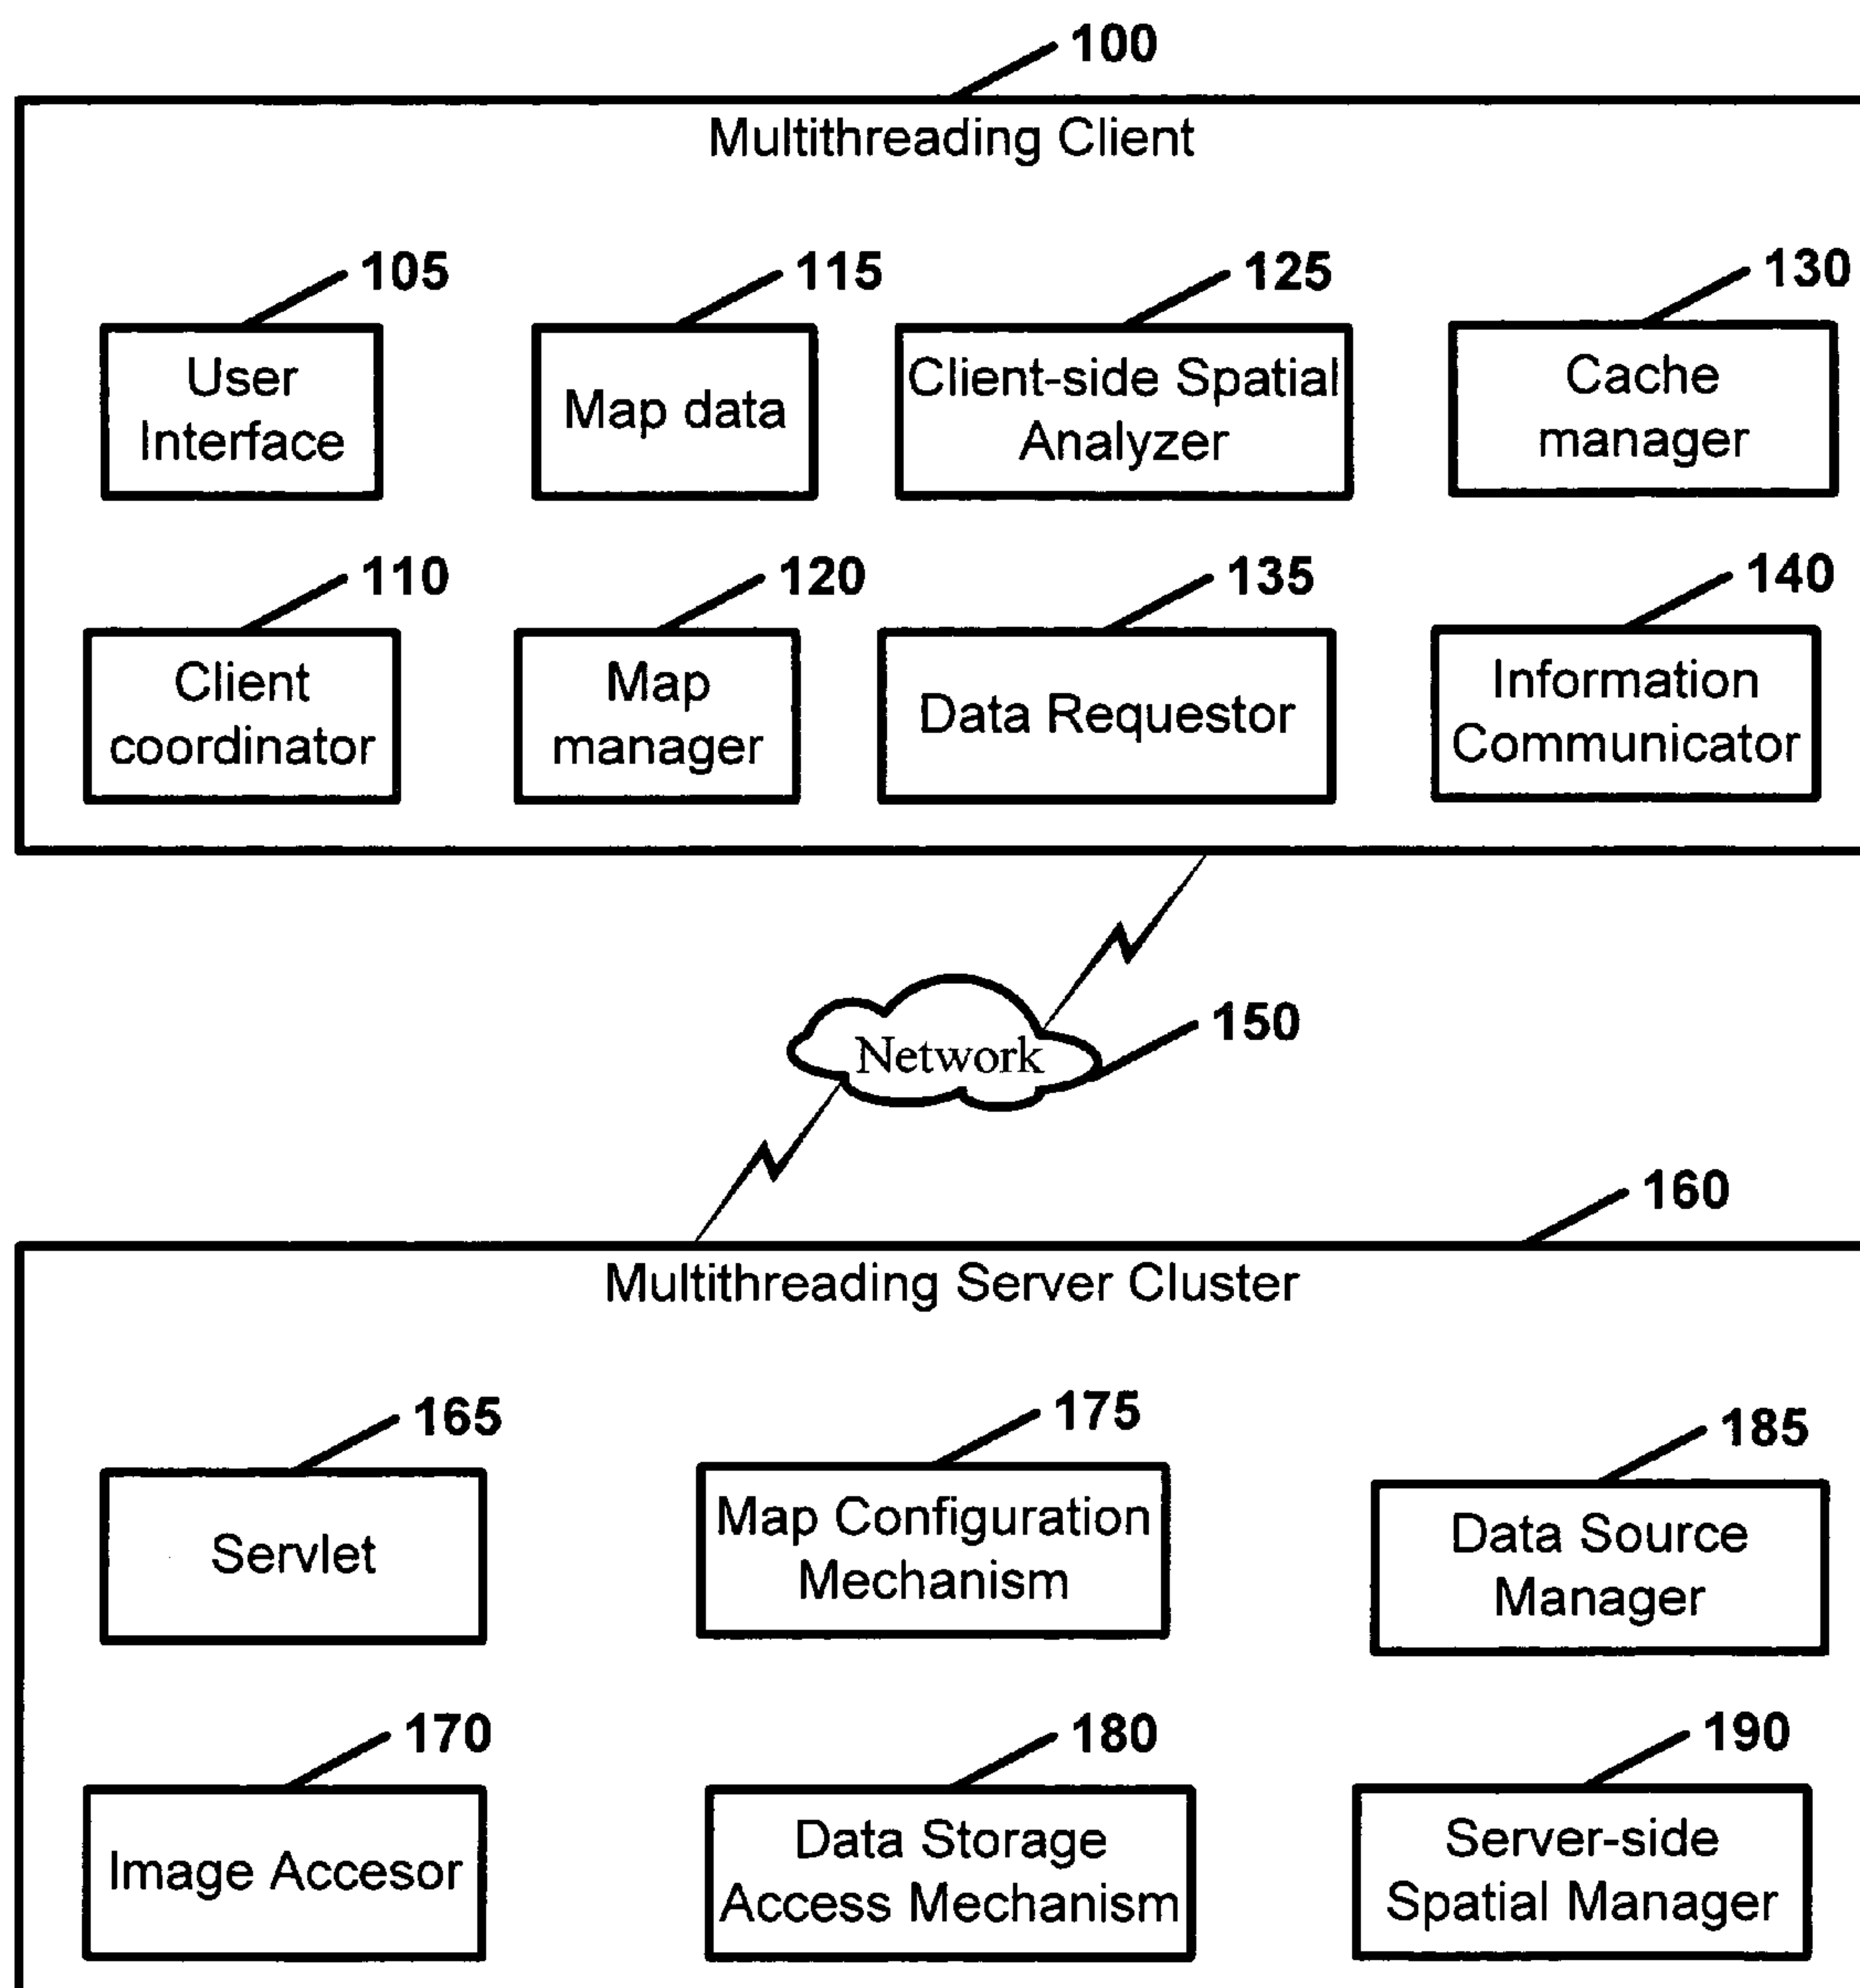 100
Multithreading Client
105
115
125
130
User
Interface
Map data
Client-side Spatial
Analyzer
Cache
manager
110
120
135
140
Client
coordinator
Map
manager
Data Requestor
Information
Communicator
Network
150
160
Multithreading Server Cluster
165
175
185
Servlet
Map Configuration
Mechanism
Data Source
Manager
170
180
190
Image Accesor
Data Storage
Access Mechanism
Server-side
Spatial Manager